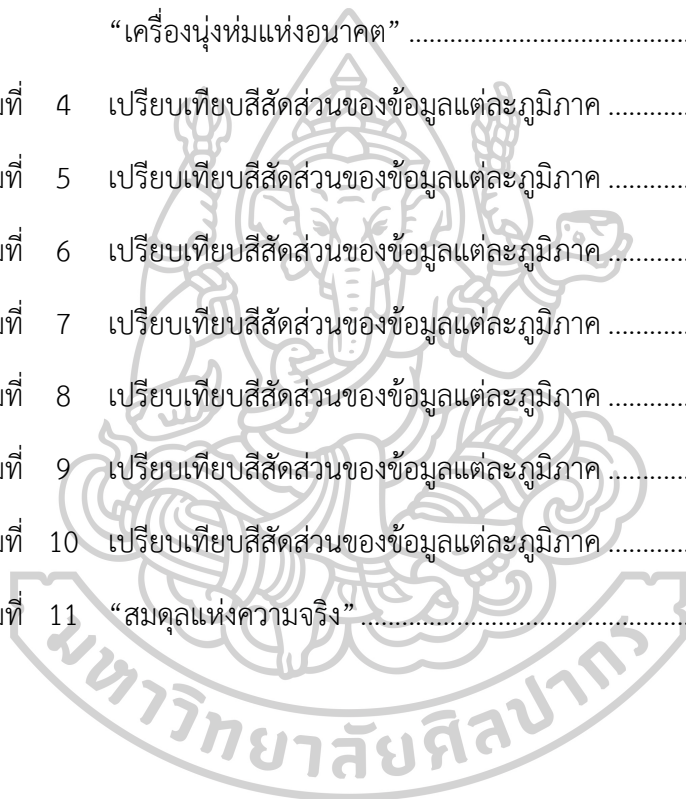 “เครื่องนุ่งห่มแห่งอนาคต” ....................................
ที่ 4 เปรียบเทียบสีสัดส่วนของข้อมูลแต่ละภูมิภาค ............
ที่ 5 เปรียบเทียบสีสัดส่วนของข้อมูลแต่ละภูมิภาค ............
ที่ 6 เปรียบเทียบสีสัดส่วนของข้อมูลแต่ละภูมิภาค ............
ที่ 7 เปรียบเทียบสีสัดส่วนของข้อมูลแต่ละภูมิภาค ............
ที่ 8 เปรียบเทียบสีสัดส่วนของข้อมูลแต่ละภูมิภาค ............
ที่ 9 เปรียบเทียบสีสัดส่วนของข้อมูลแต่ละภูมิภาค ............
ที่ 10 เปรียบเทียบสีสัดส่วนของข้อมูลแต่ละภูมิภาค ............
ที่ 11 “สมดุลแห่งความจริง” ..........................................
มหาวิทยาลัยศิลปากร